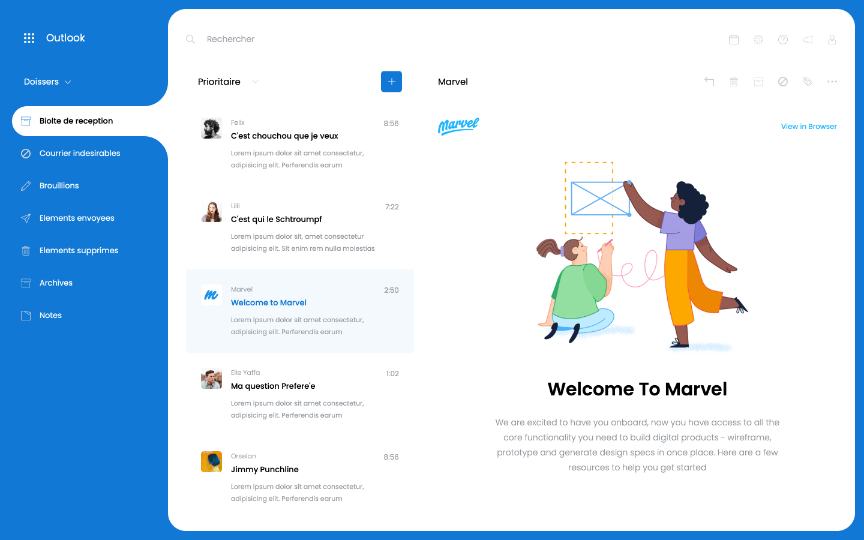 Outlook
Doissers
Biolte de reception
Courrier indesirables
Brouillions
Elements envoyees
Elements supprimes
Archives
Notes
Rechercher
Prioritaire
Felix
8:56
C'est chouchou que je veux
Lorem ipsum dolor sit amet consectetur,
adipisicing elit. Perferendis earum
Lilli
7:22
C'est qui le Schtroumpf
Lorem ipsum dolor, sit amet consectetur
adipisicing elit. Sit enim rem nulla molestias
m
Marvel
2:50
Welcome to Marvel
Lorem ipsum dolor sit amet consectetur,
adipisicing elit. Perferendis earum
Elie Yaffa
1:02
Ma question Prefere'e
Lorem ipsum dolor sit amet consectetur,
adipisicing elit. Perferendis earum
Orselan
8:56
Jimmy Punchline
Lorem ipsum dolor sit amet consectetur,
adipisicing elit. Perferendis earum
Marvel
Marvel
View in Browser
Welcome To Marvel
We are excited to have you onboard, now you have access to all the
core functionality you need to build digital products - wireframe,
prototype and generate design specs in once place. Here are a few
resources to help you get started